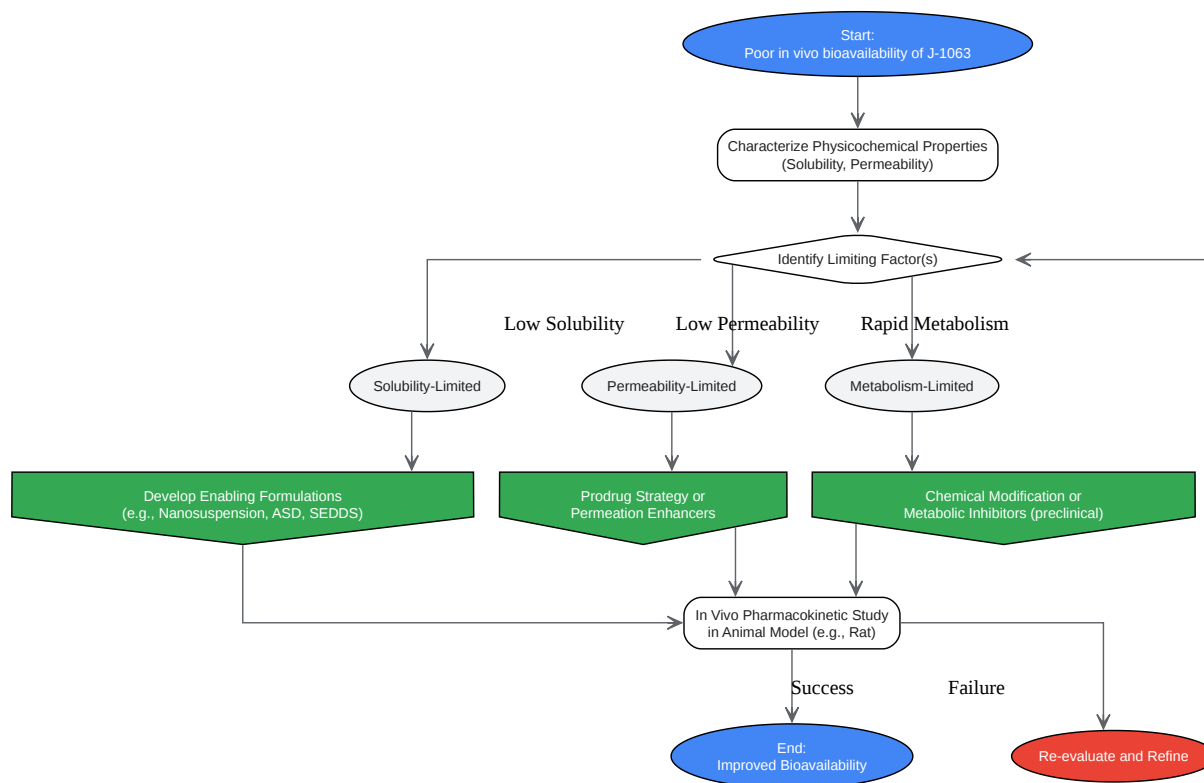 Start:
Poor in vivo bioavailability of J-1063
Characterize Physicochemical Properties
(Solubility, Permeability)
Identify Limiting Factor(s)
Low Solubility
Low Permeability
Rapid Metabolism
Solubility-Limited
Permeability-Limited
Metabolism-Limited
Develop Enabling Formulations
(e.g., Nanosuspension, ASD, SEDDS)
Prodrug Strategy or
Permeation Enhancers
Chemical Modification or
Metabolic Inhibitors (preclinical)
In Vivo Pharmacokinetic Study
in Animal Model (e.g., Rat)
Success
Failure
End:
Improved Bioavailability
Re-evaluate and Refine